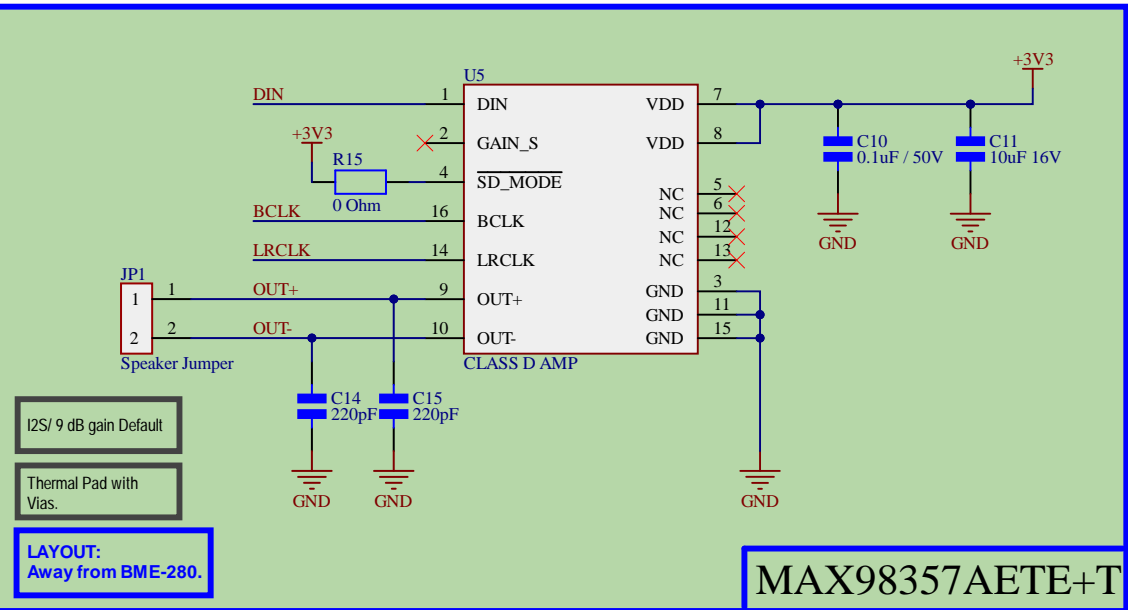 +3V3
U5
DIN 1 DIN VDD 7
2 GAIN_S VDD 8
+3V3
R15
0 Ohm
4 SD_MODE
C10
0.1uF / 50V
C11
10uF 16V
NC 5
NC 6
NC 12
NC 13
BCLK 16 BCLK
GND
GND
LRCLK 14 LRCLK
JP1
1 1 OUT+ 9 OUT+ GND 3
GND 11
2 2 OUT- 10 OUT- GND 15
Speaker Jumper
CLASS D AMP
C14
220pF
C15
220pF
GND
GND
GND
I2S/ 9 dB gain Default
Thermal Pad with
Vias.
LAYOUT:
Away from BME-280.
MAX98357AETE+T